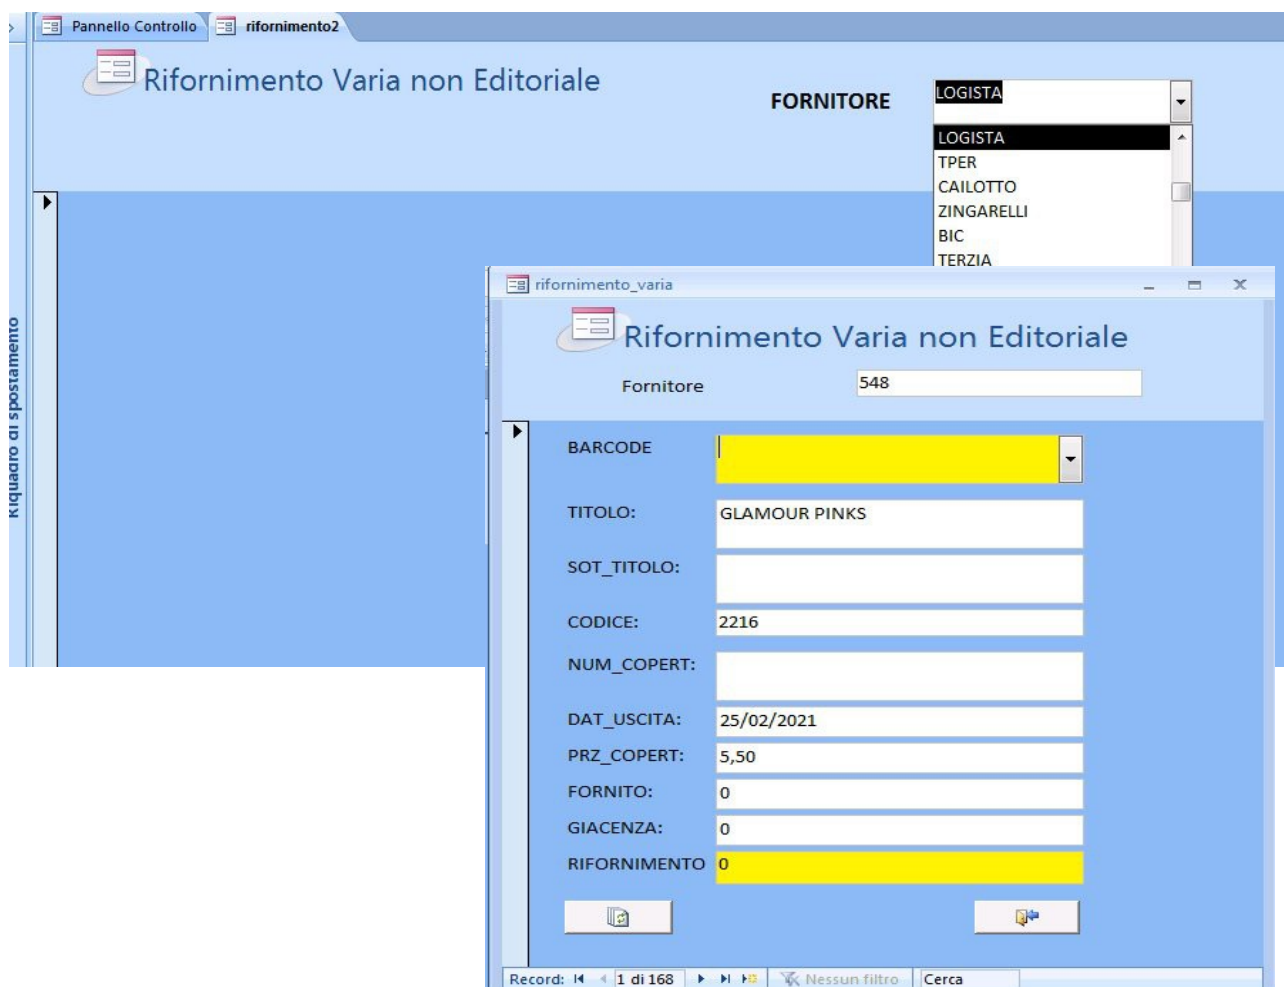 Pannello Controllo
rifornimento2
Rifornimento Varia non Editoriale
FORNITORE
LOGISTA
LOGISTA
TPER
CAILOTTO
ZINGARELLI
BIC
TERZIA
Riquadro di spostamento
rifornimento_varia
Rifornimento Varia non Editoriale
Fornitore 548
BARCODE
TITOLO: GLAMOUR PINKS
SOT_TITOLO:
CODICE: 2216
NUM_COPERT:
DAT_USCITA: 25/02/2021
PRZ_COPERT: 5,50
FORNITO: 0
GIACENZA: 0
RIFORNIMENTO 0
Record: 1 di 168 Nessun filtro Cerca